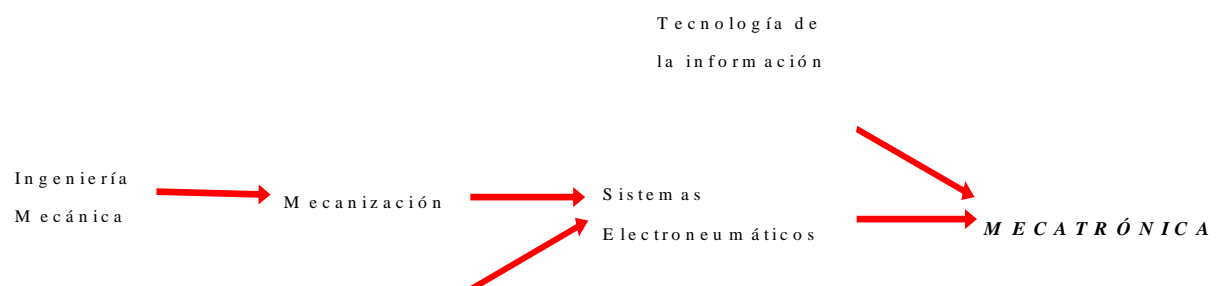 Tecnología de
la información
Ingeniería
Mecánica
Mecanización
Sistemas
Electroneumáticos
MECATRÓNICA